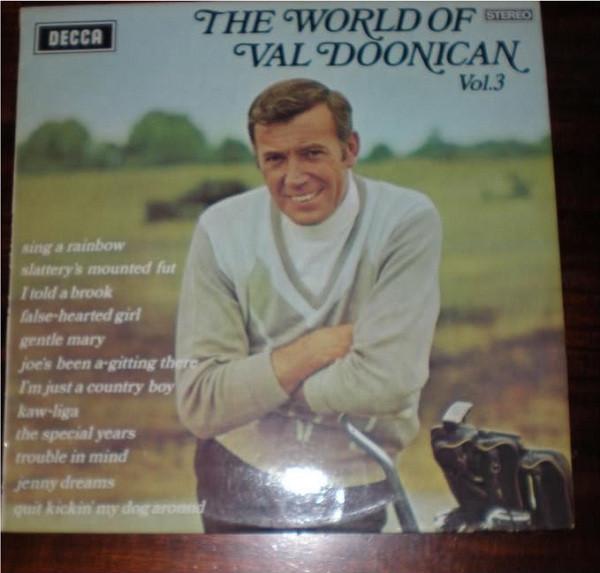 DECCA
THE WORLD OF
STEREO
VAL DOONICAN
Vol.3
sing a rainbow
slattery's mounted fut
I told a brook
false-hearted girl
gentle mary
joe's been a-gitting there
I'm just a country boy
kaw-liga
the special years
trouble in mind
jenny dreams
quit kickin' my dog around